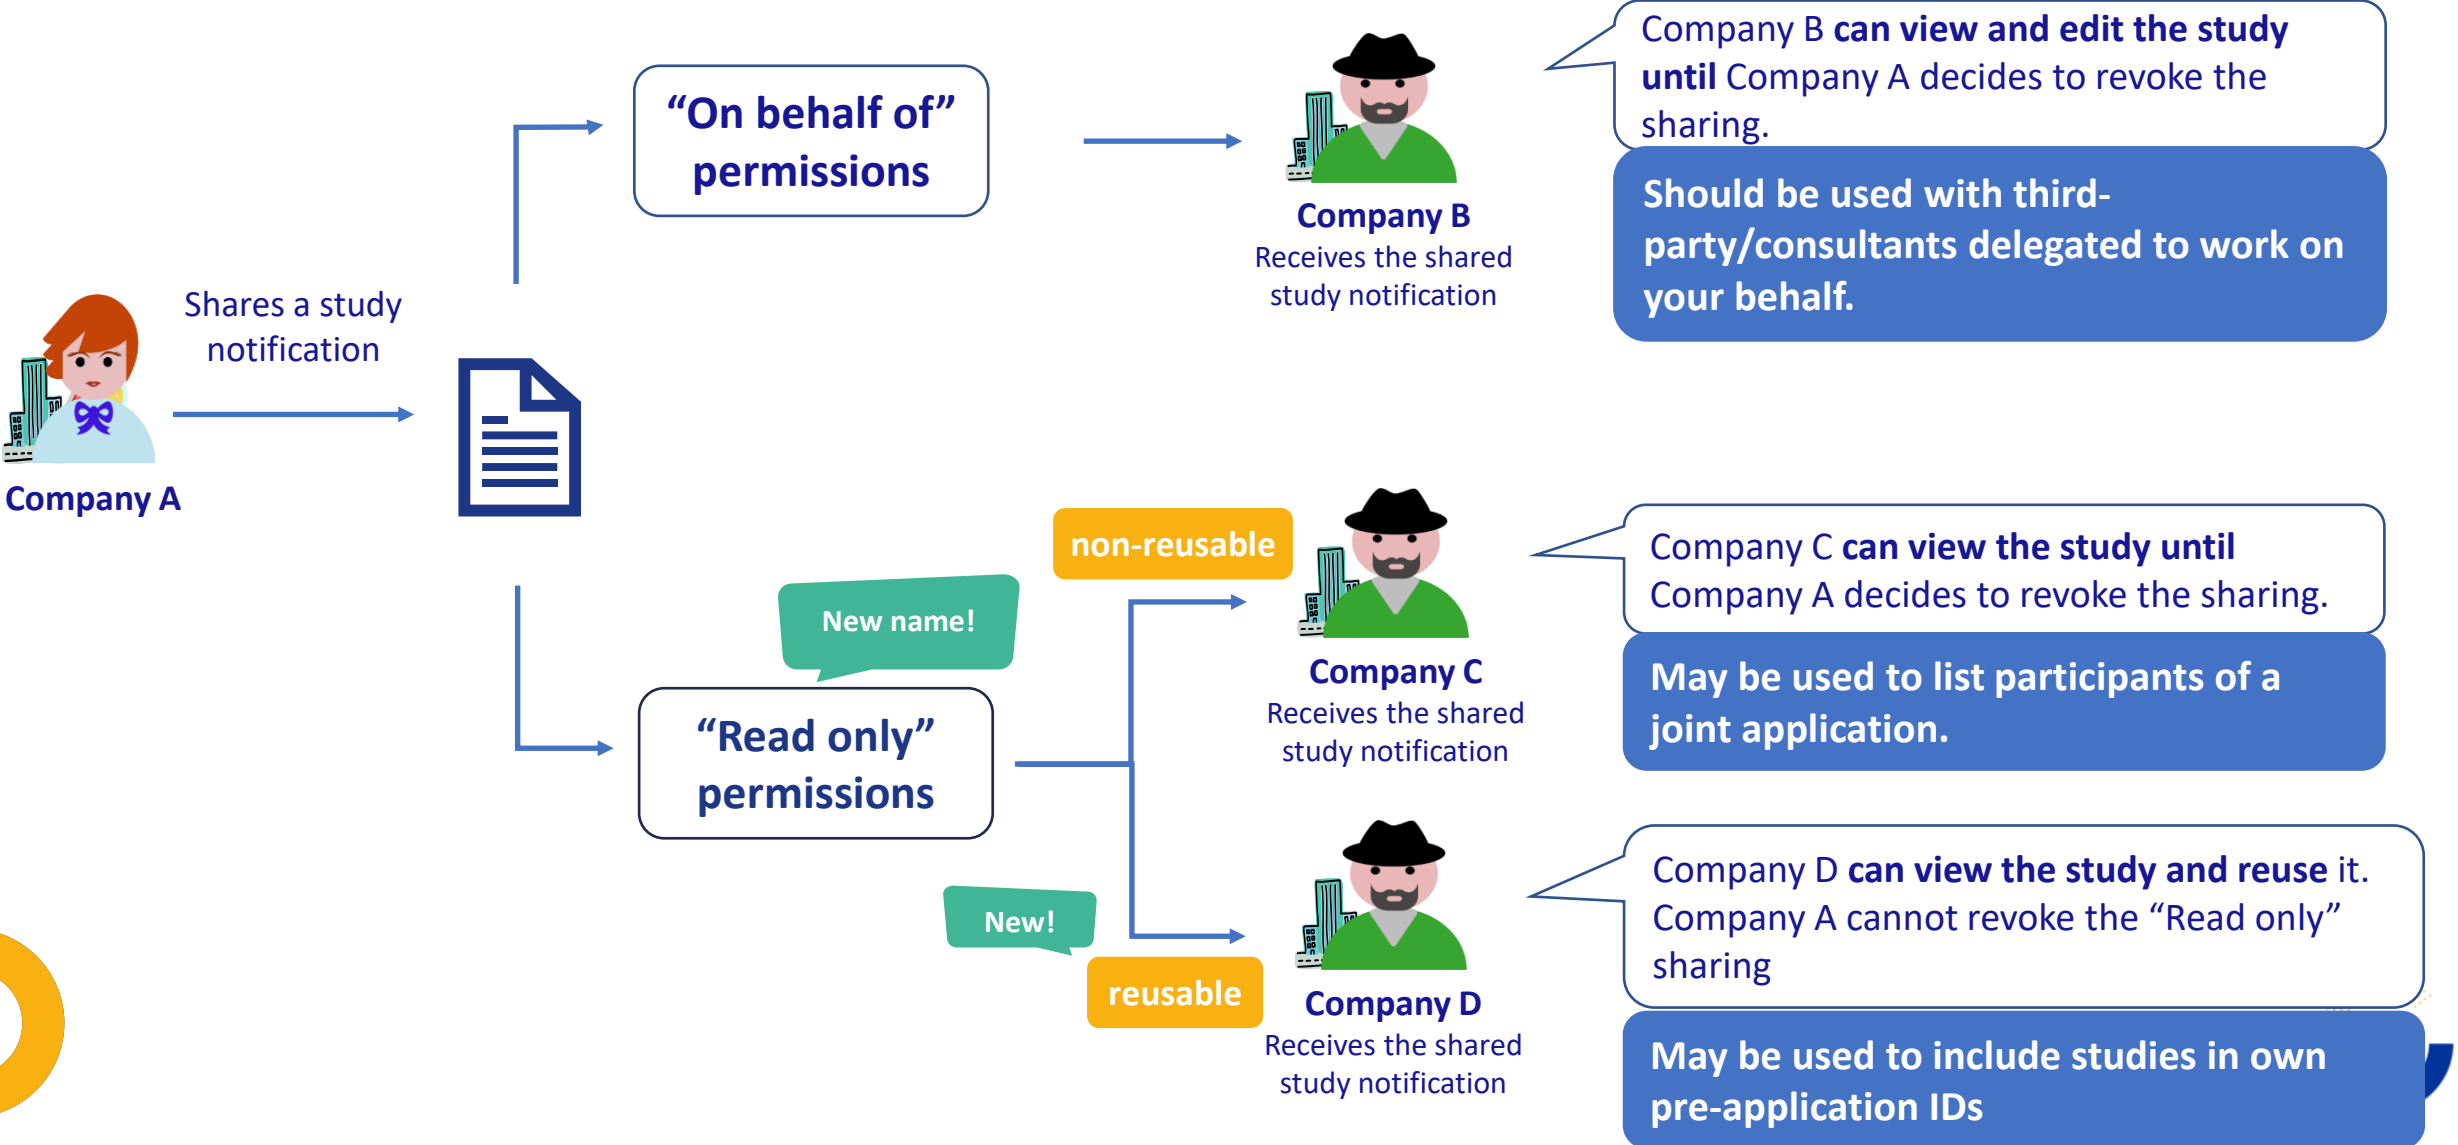 Shares a study
notification
Company A
“On behalf of”
permissions
Company B
Receives the shared
study notification
Company B can view and edit the study
until Company A decides to revoke the
sharing.
Should be used with third-
party/consultants delegated to work on
your behalf.
New name!
“Read only”
permissions
non-reusable
Company C
Receives the shared
study notification
Company C can view the study until
Company A decides to revoke the sharing.
May be used to list participants of a
joint application.
New!
reusable
Company D
Receives the shared
study notification
Company D can view the study and reuse it.
Company A cannot revoke the “Read only”
sharing
May be used to include studies in own
pre-application IDs